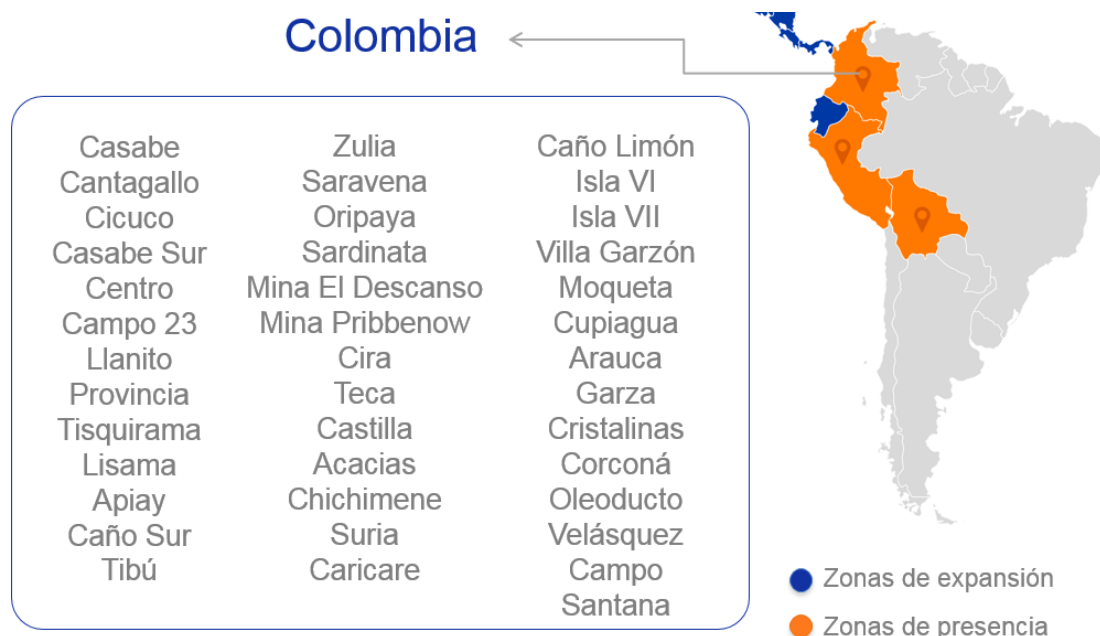 Colombia
Casabe
Cantagallo
Cicuco
Casabe Sur
Centro
Campo 23
Llanito
Provincia
Tisquirama
Lisama
Apiay
Caño Sur
Tibú
Zulia
Saravena
Oripaya
Sardinata
Mina El Descanso
Mina Pribbenow
Cira
Teca
Castilla
Acacias
Chichimene
Suria
Caricare
Caño Limón
Isla VI
Isla VII
Villa Garzón
Moqueta
Cupiagua
Arauca
Garza
Cristalinas
Corconá
Oleoducto
Velásquez
Campo
Santana
Zonas de expansión
Zonas de presencia